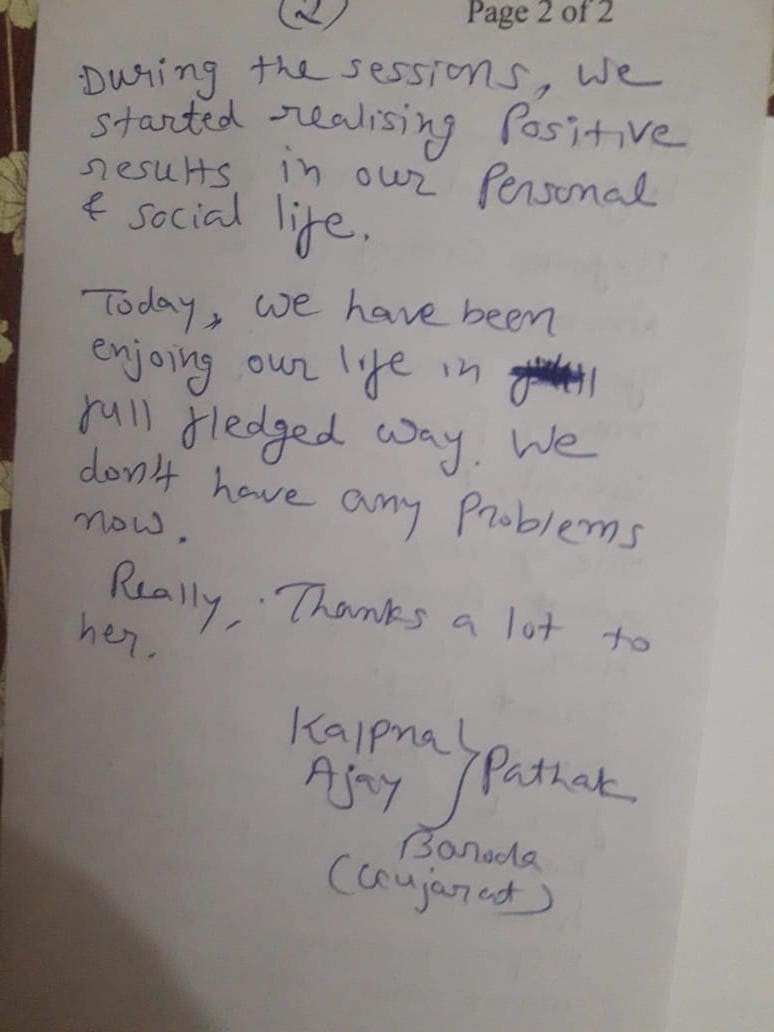 (2)
Page 2 of 2
During the sessions, we
started realising Positive
results in our Personal
& social life.
Today, we have been
enjoing our life in
full fledged way. We
don't have any Problems
now.
Really, Thanks a lot to
her.
Kalpna
Ajay } Pathak
Baroda
(Gujarat)